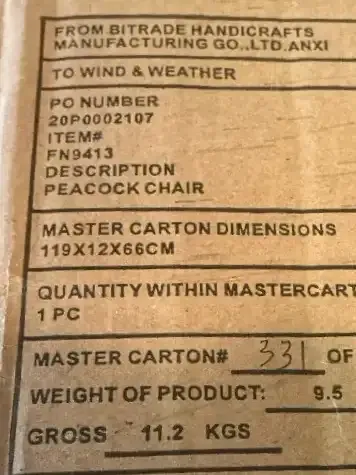 FROM.BITRADE HANDICRAFTS
MANUFACTURING GO.,LTD.ANXI
TO WIND & WEATHER
PO NUMBER
20P0002107
ITEM#
FN9413
DESCRIPTION
PEACOCK CHAIR
MASTER CARTON DIMENSIONS
119X12X66CM
QUANTITY WITHIN MASTERCART
1 PC
MASTER CARTON# 331 OF
WEIGHT OF PRODUCT: 9.5
GROSS 11.2 KGS